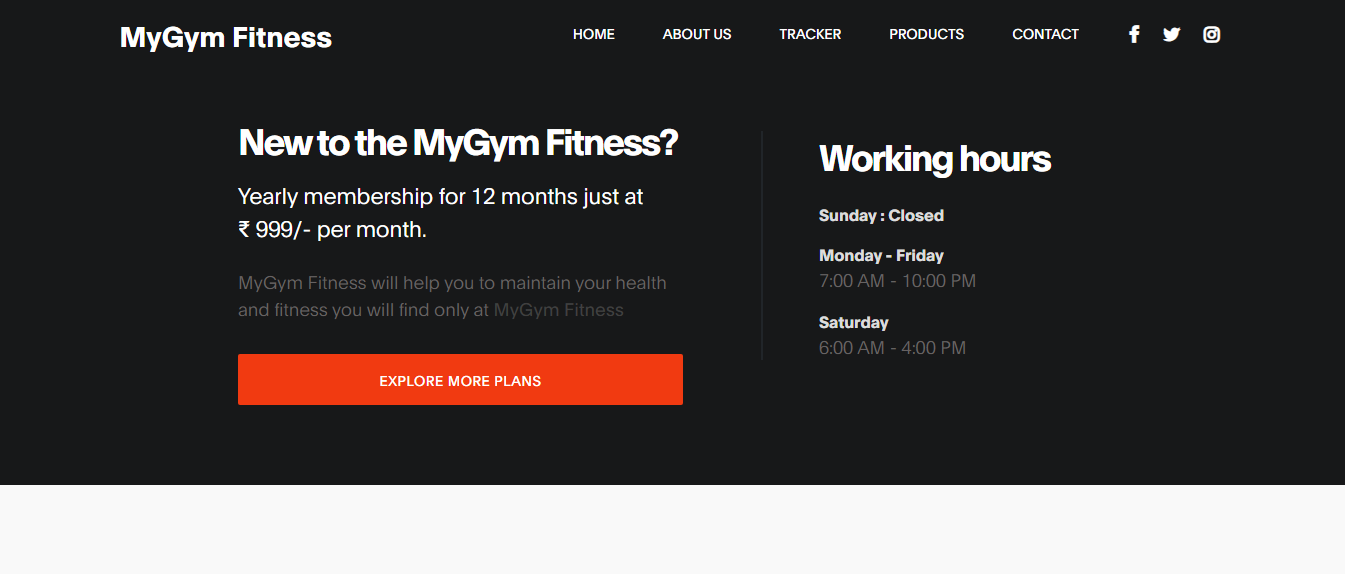 MyGym Fitness
HOME ABOUT US TRACKER PRODUCTS CONTACT
New to the MyGym Fitness?
Yearly membership for 12 months just at
₹ 999/- per month.
MyGym Fitness will help you to maintain your health
and fitness you will find only at MyGym Fitness
EXPLORE MORE PLANS
Working hours
Sunday : Closed
Monday - Friday
7:00 AM - 10:00 PM
Saturday
6:00 AM - 4:00 PM